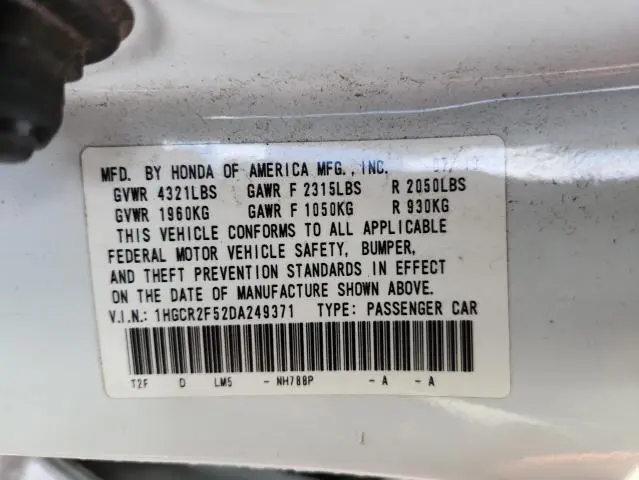 MFD. BY HONDA OF AMERICA MFG., INC.
GVWR 4321LBS GAWR F 2315LBS R 2050LBS
GVWR 1960KG GAWR F 1050KG R 930KG
THIS VEHICLE CONFORMS TO ALL APPLICABLE
FEDERAL MOTOR VEHICLE SAFETY, BUMPER,
AND THEFT PREVENTION STANDARDS IN EFFECT
ON THE DATE OF MANUFACTURE SHOWN ABOVE.
V.I.N.: 1HGCR2F52DA249371 TYPE: PASSENGER CAR
T2F D LM5 - NH788P - A - A